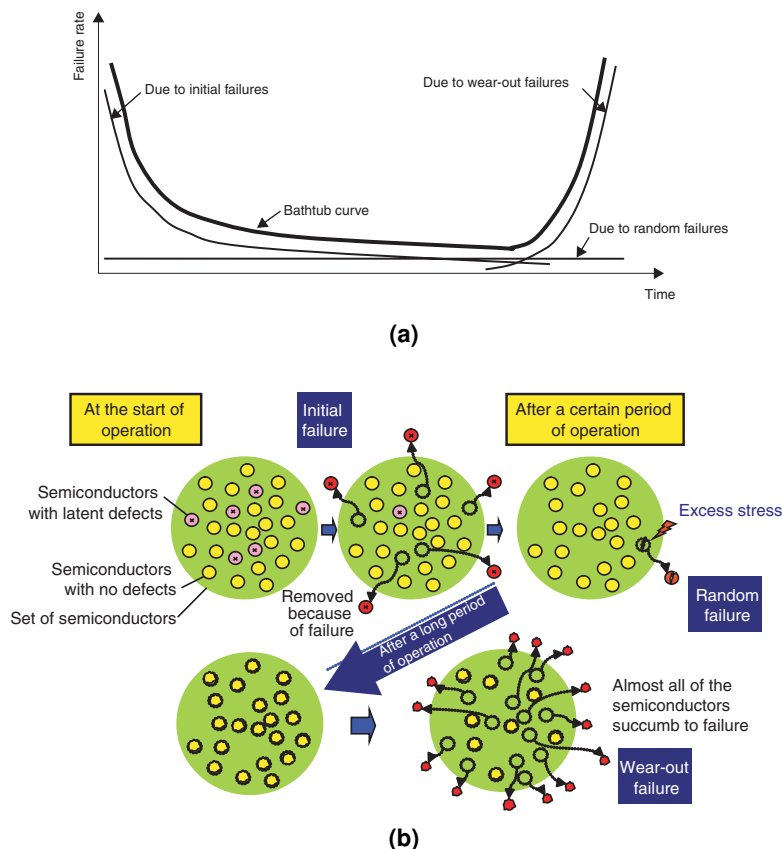 Failure rate
Due to initial failures
Due to wear-out failures
Bathtub curve
Due to random failures
Time
(a)
At the start of
operation
Initial
failure
After a certain period
of operation
Semiconductors
with latent defects
Excess stress
Semiconductors
with no defects
Set of semiconductors
Removed
because
of failure
Random
failure
After a long period
of operation
Almost all of the
semiconductors
succumb to failure
Wear-out
failure
(b)